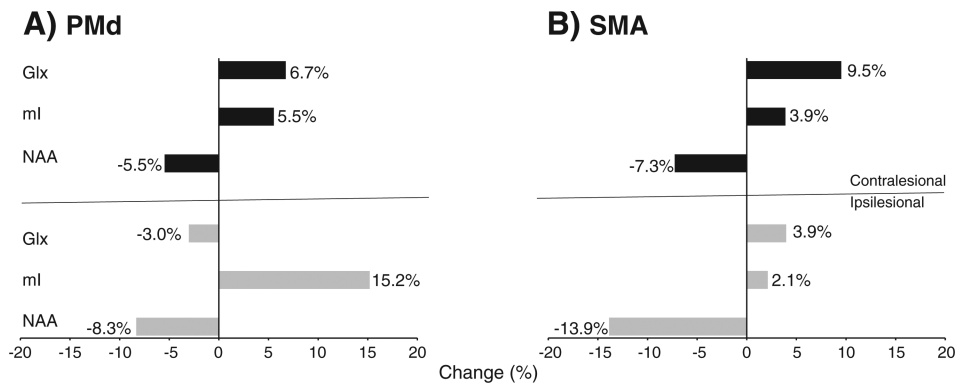 A) PMd
Glx 6.7%
mI 5.5%
NAA -5.5%
Glx -3.0%
mI 15.2%
NAA -8.3%
-20 -15 -10 -5 0 5 10 15 20
B) SMA
9.5%
3.9%
-7.3%
Contralesional
Ipsilesional
3.9%
2.1%
-13.9%
-20 -15 -10 -5 0 5 10 15 20
Change (%)